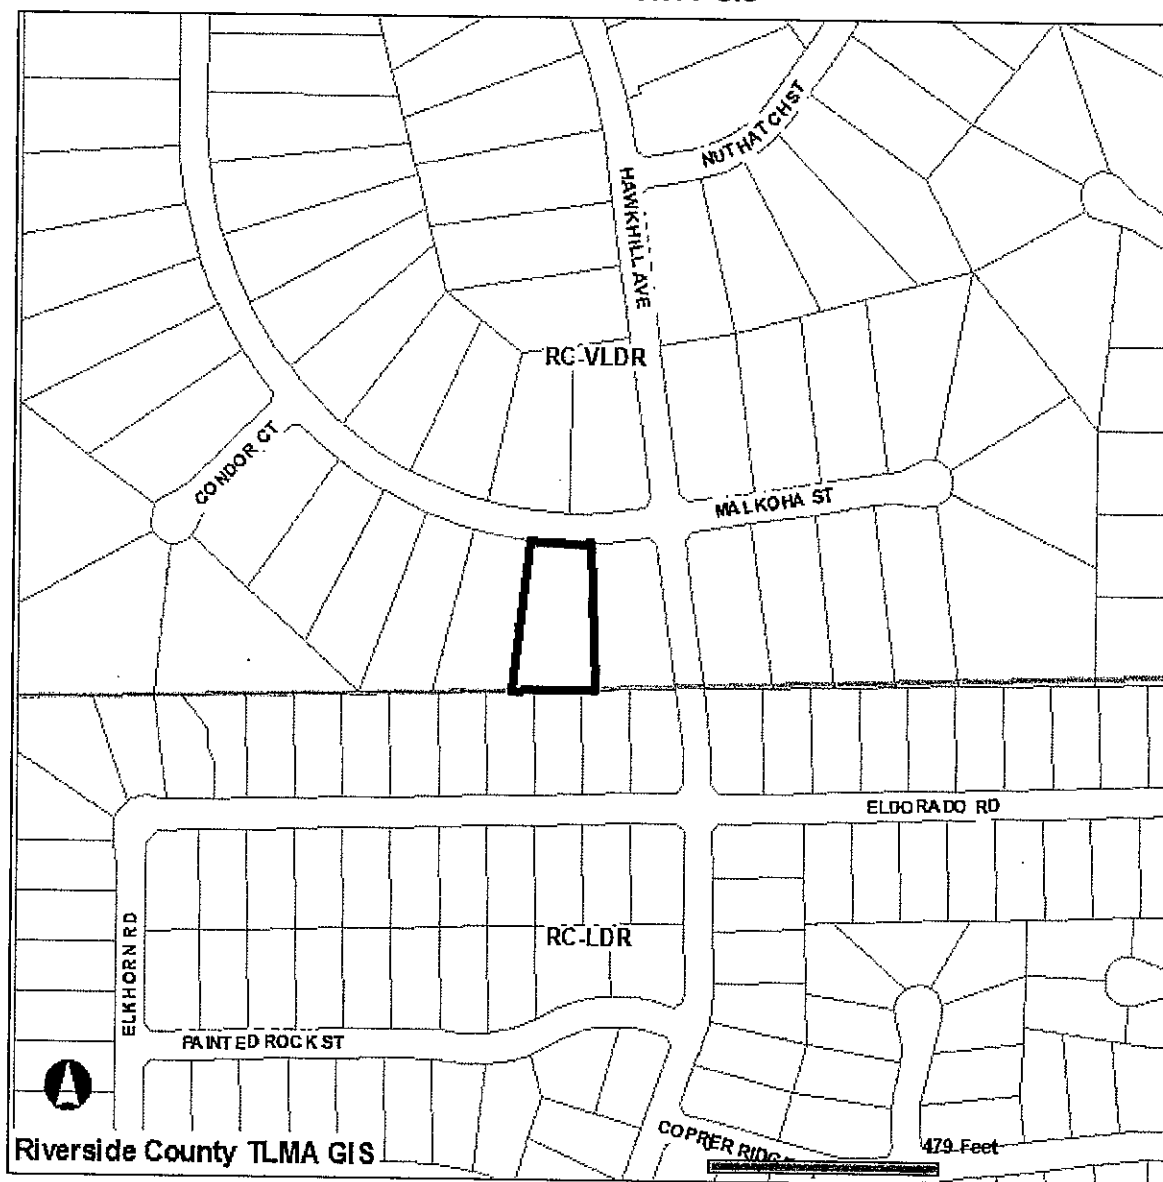 NUTHATCH ST
HAWKHILL AVE
RC-VLDR
CONDOR CT
MALKOHA ST
ELDORADO RD
ELKHORN RD
RC-LDR
PAINTED ROCK ST
COPPER RIDG
479 Feet
Riverside County TLMA GIS